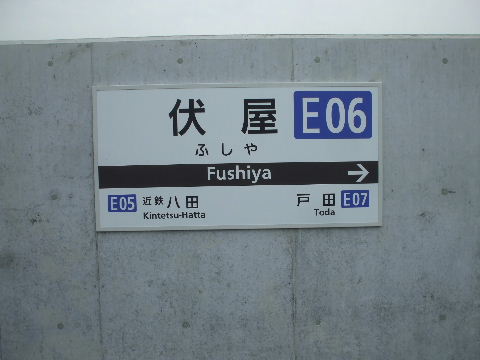 伏屋 E06
ふしや
Fushiya →
E05 近鉄八田 戸田 E07
Kintetsu-Hatta Toda